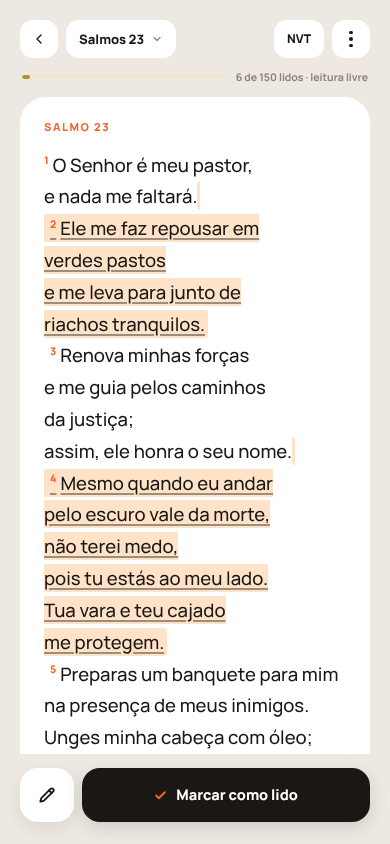 Salmos 23
NVT
6 de 150 lidos · leitura livre
SALMO 23
1 O Senhor é meu pastor,
e nada me faltará.
2 Ele me faz repousar em
verdes pastos
e me leva para junto de
riachos tranquilos.
3 Renova minhas forças
e me guia pelos caminhos
da justiça;
assim, ele honra o seu nome.
4 Mesmo quando eu andar
pelo escuro vale da morte,
não terei medo,
pois tu estás ao meu lado.
Tua vara e teu cajado
me protegem.
5 Preparas um banquete para mim
na presença de meus inimigos.
Unges minha cabeça com óleo;
Marcar como lido